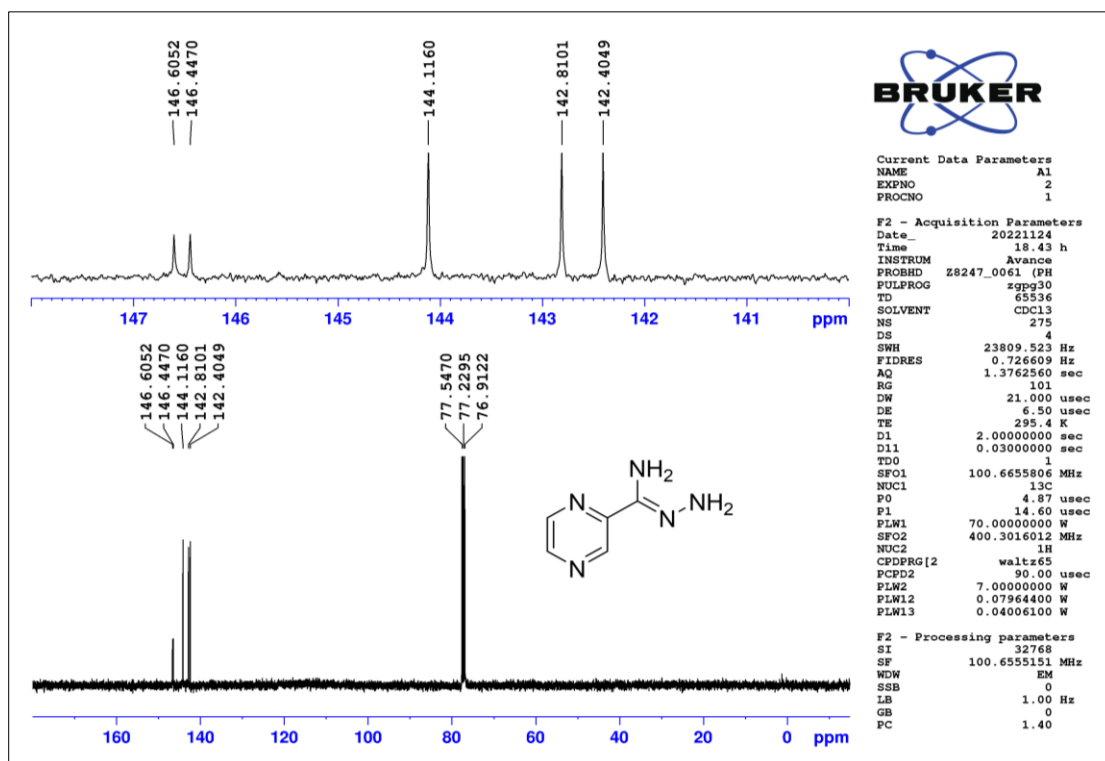 146.6052
146.4470
144.1160
142.8101
142.4049
147 146 145 144 143 142 141 ppm
146.6052
146.4470
144.1160
142.8101
142.4049
77.5470
77.2295
76.9122
NH2
N
N
N
NH2
160 140 120 100 80 60 40 20 0 ppm
BRUKER
Current Data Parameters
NAME A1
EXPNO 2
PROCNO 1
F2 - Acquisition Parameters
Date_ 20221124
Time 18.43 h
INSTRUM Avance
PROBHD Z8247_0061 (PH
PULPROG zgpg30
TD 65536
SOLVENT CDCl3
NS 275
DS 4
SWH 23809.523 Hz
FIDRES 0.726609 Hz
AQ 1.3762560 sec
RG 101
DW 21.000 usec
DE 6.50 usec
TE 295.4 K
D1 2.00000000 sec
D11 0.03000000 sec
TD0 1
SFO1 100.6655806 MHz
NUC1 13C
P0 4.87 usec
P1 14.60 usec
PLW1 70.00000000 W
SFO2 400.3016012 MHz
NUC2 1H
CPDPRG[2 waltz65
PCPD2 90.00 usec
PLW2 7.00000000 W
PLW12 0.07964400 W
PLW13 0.04006100 W
F2 - Processing parameters
SI 32768
SF 100.6555151 MHz
WDW EM
SSB 0
LB 1.00 Hz
GB 0
PC 1.40